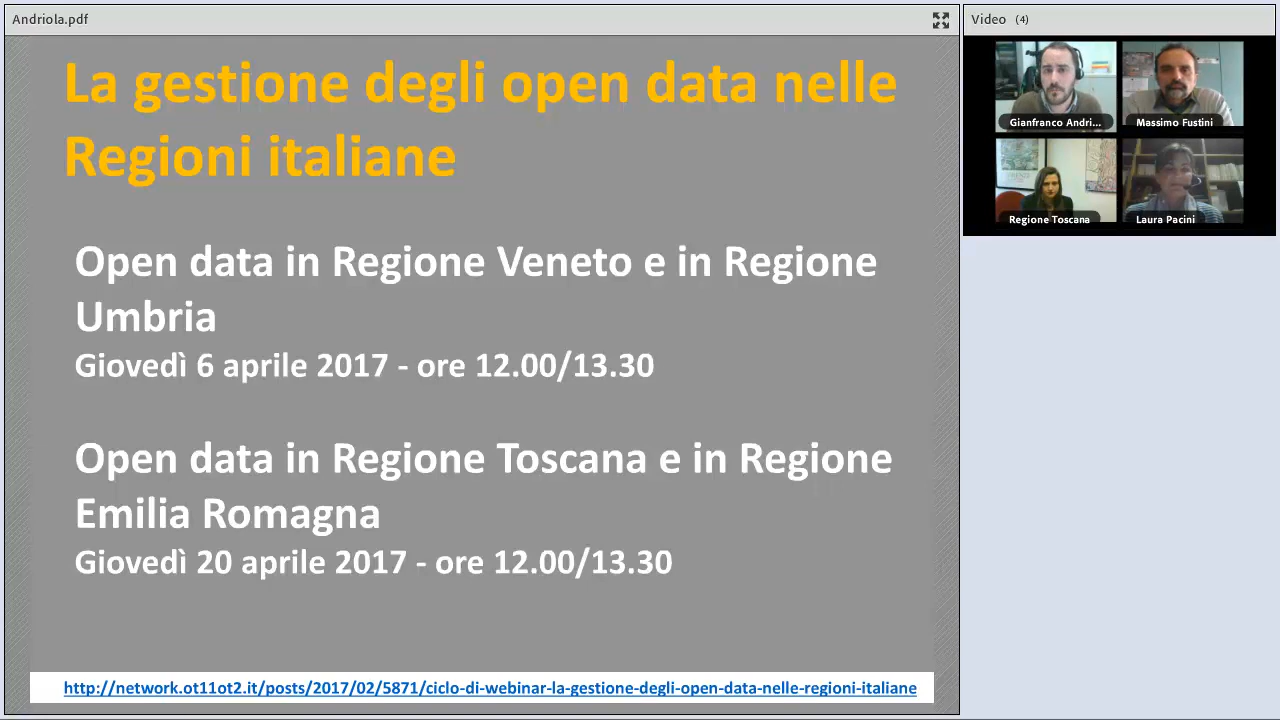 Andriola.pdf
La gestione degli open data nelle
Regioni italiane
Open data in Regione Veneto e in Regione
Umbria
Giovedì 6 aprile 2017 - ore 12.00/13.30
Open data in Regione Toscana e in Regione
Emilia Romagna
Giovedì 20 aprile 2017 - ore 12.00/13.30
http://network.ot11ot2.it/posts/2017/02/5871/ciclo-di-webinar-la-gestione-degli-open-data-nelle-regioni-italiane
Video (4)
Gianfranco Andri...
Massimo Fustini
Regione Toscana
Laura Pacini